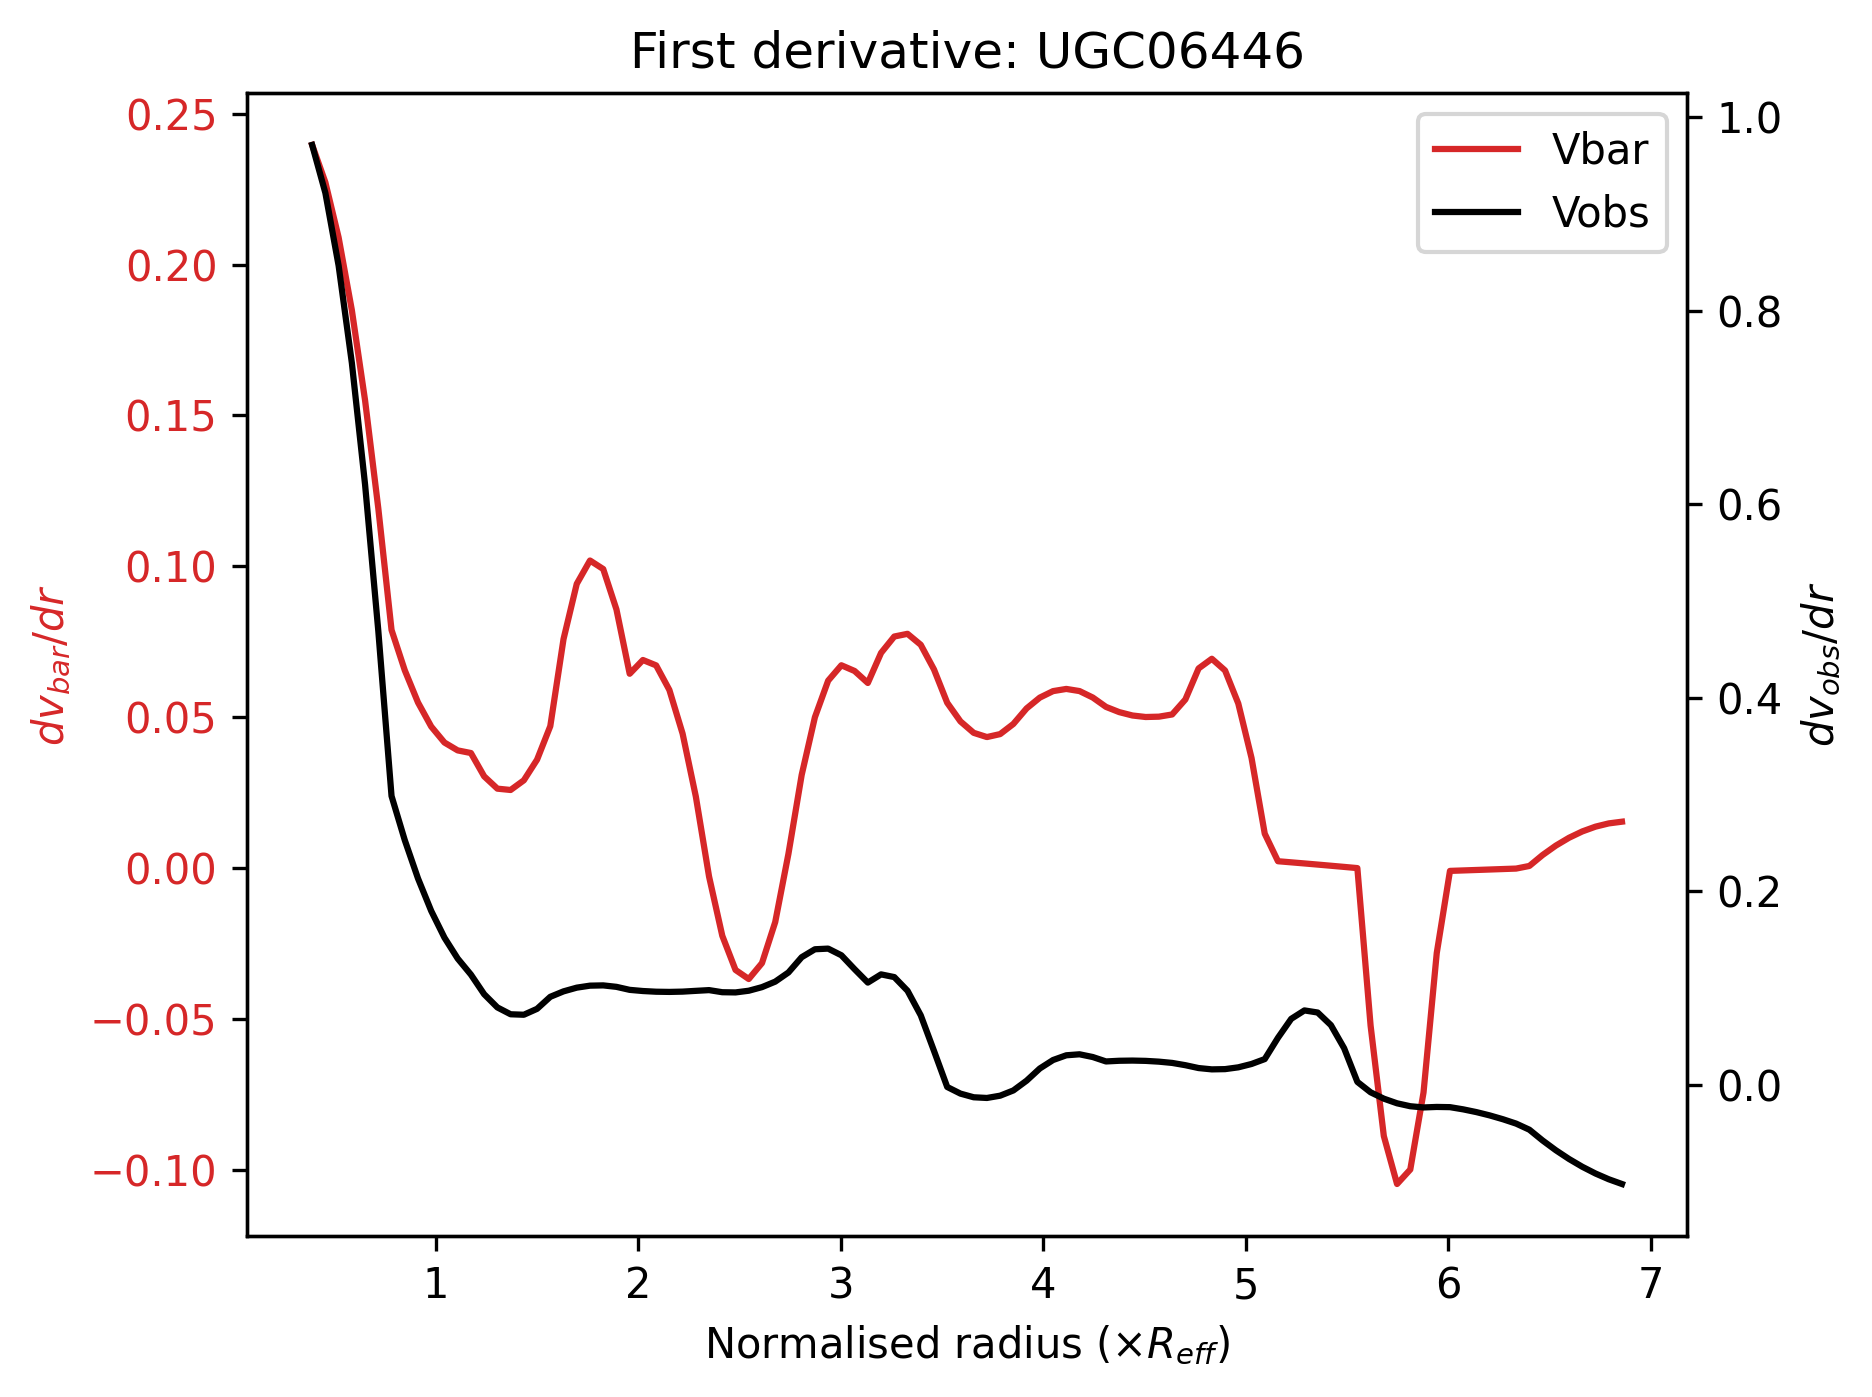 First derivative: UGC06446
0.25
0.20
0.15
0.10
0.05
0.00
−0.05
−0.10
dv_bar/dr
1.0
0.8
0.6
0.4
0.2
0.0
dv_obs/dr
Vbar
Vobs
1 2 3 4 5 6 7
Normalised radius (×R_eff)